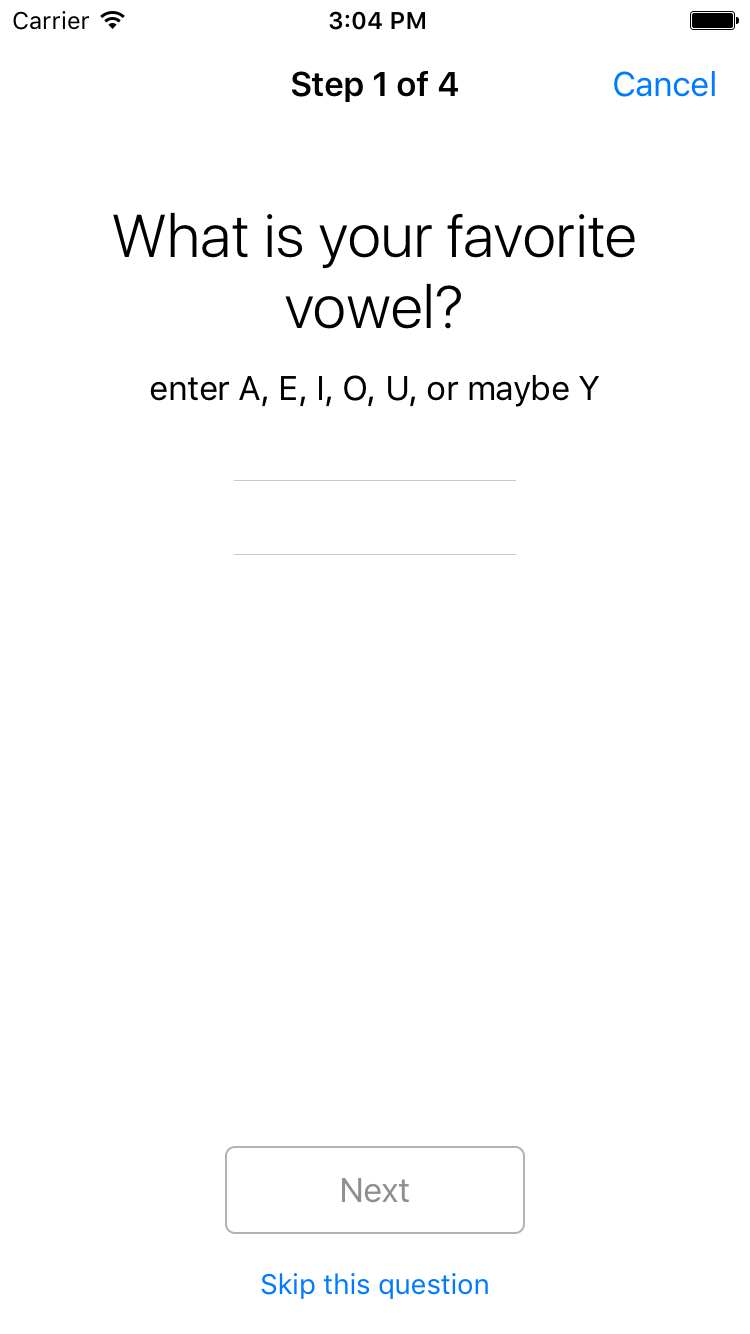 Carrier 3:04 PM
Step 1 of 4 Cancel
What is your favorite
vowel?
enter A, E, I, O, U, or maybe Y
Next
Skip this question